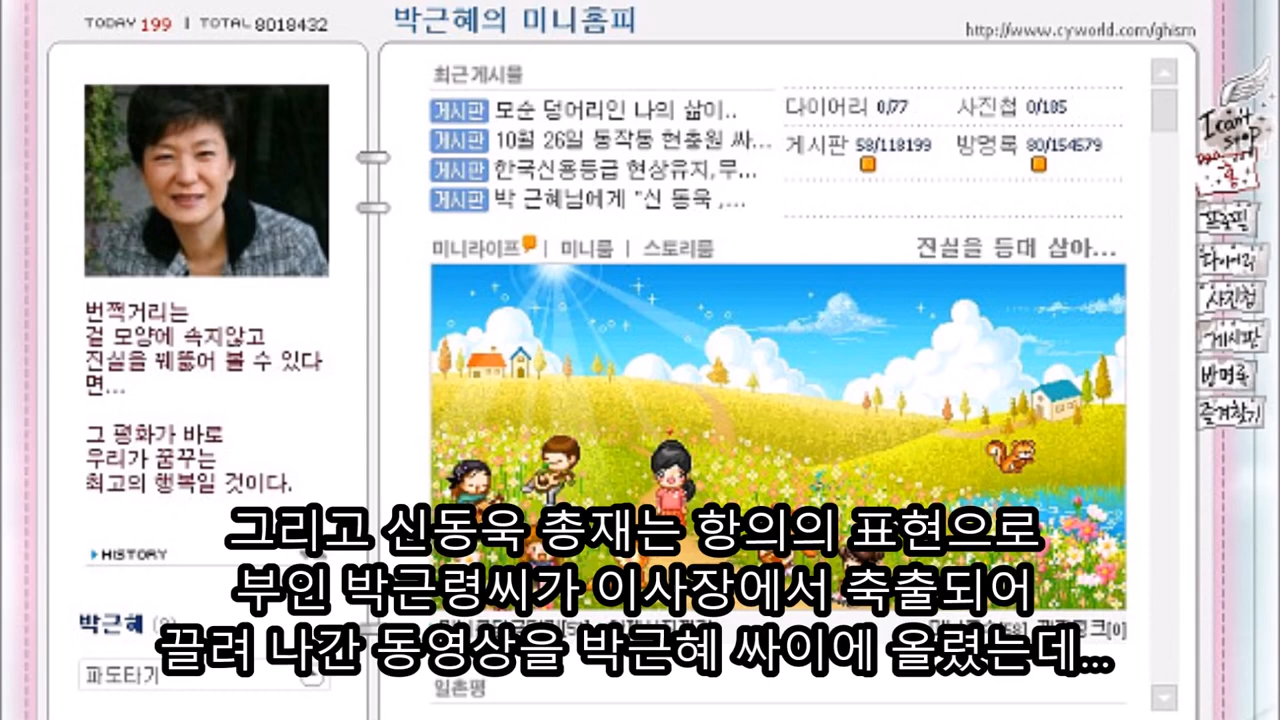 TODAY 199 | TOTAL 8018432
박근혜의 미니홈피
http://www.cyworld.com/ghism
최근게시물
게시판 모순 덩어리인 나의 삶이..
게시판 10월 26일 동작동 현충원 싸...
게시판 한국신용등급 현상유지,무...
게시판 박 근혜님에게 "신 동욱 ,...
다이어리 0/77 사진첩 0/185
게시판 58/118199 방명록 80/154579
미니라이프 | 미니룸 | 스토리룸
진실을 등대 삼아...
번쩍거리는
겉 모양에 속지않고
진실을 꿰뚫어 볼 수 있다
면...
그 평화가 바로
우리가 꿈꾸는
최고의 행복일 것이다.
HISTORY
박근혜
파도타기
일촌평
I can't stop
홈
프로필
다이어리
사진첩
게시판
방명록
즐겨찾기
그리고 신동욱 총재는 항의의 표현으로
부인 박근령씨가 이사장에서 축출되어
끌려 나간 동영상을 박근혜 싸이에 올렸는데...